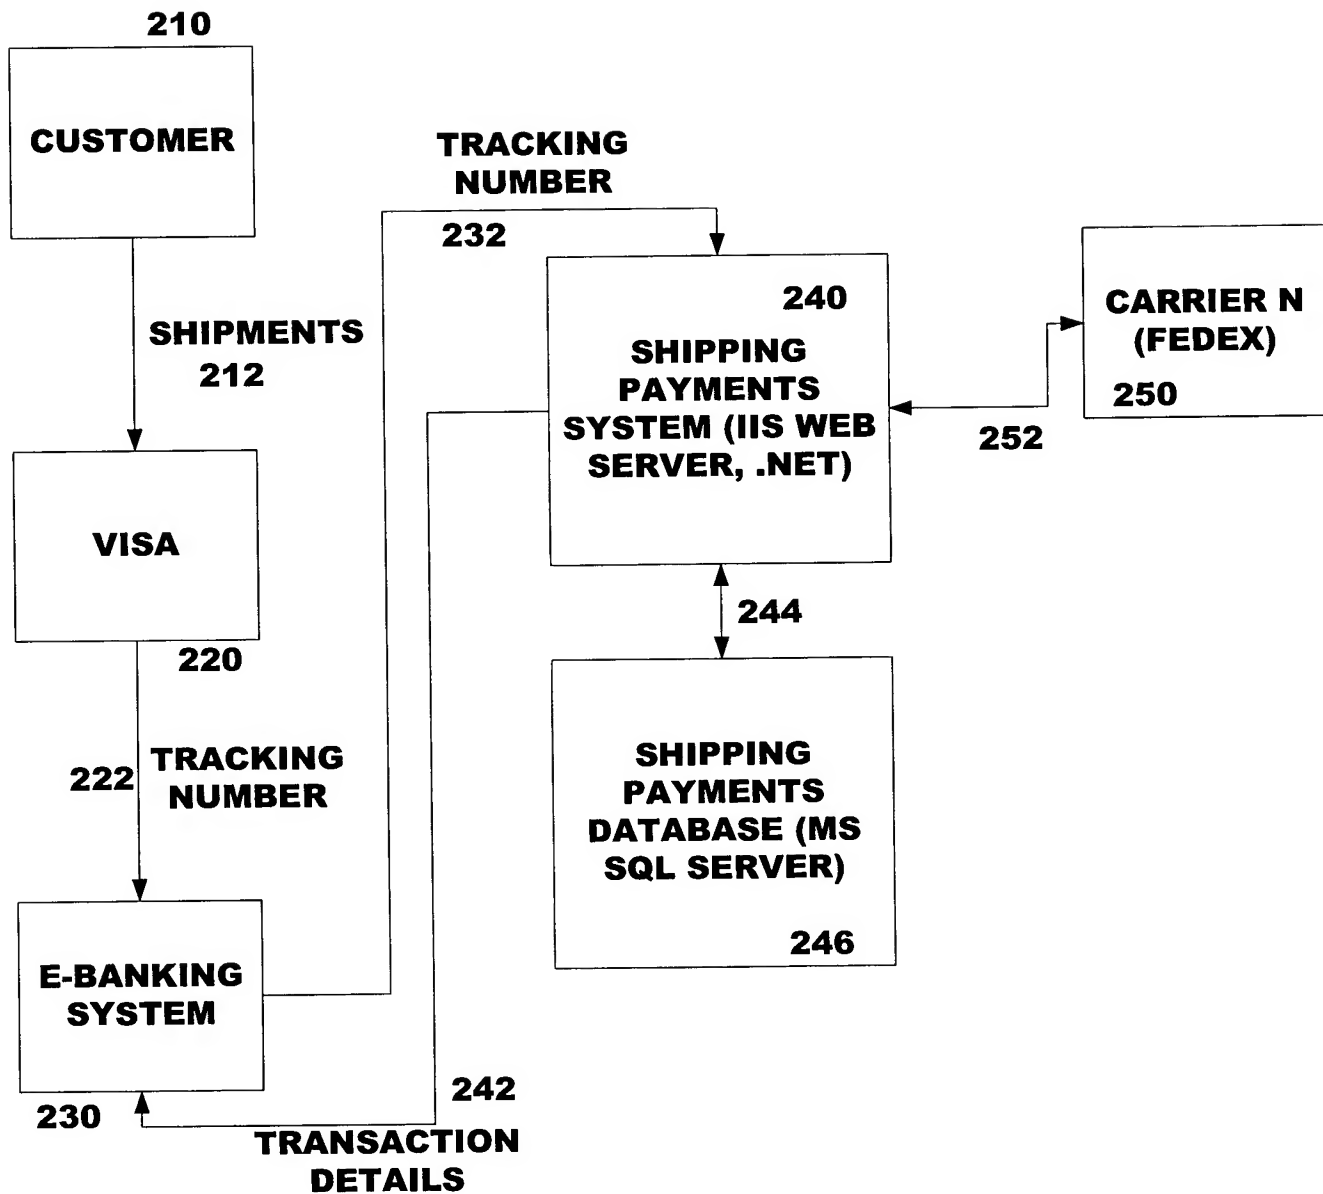 210
CUSTOMER
SHIPMENTS
212
VISA
220
222
TRACKING
NUMBER
E-BANKING
SYSTEM
230
TRACKING
NUMBER
232
240
SHIPPING
PAYMENTS
SYSTEM (IIS WEB
SERVER, .NET)
CARRIER N
(FEDEX)
250
252
244
SHIPPING
PAYMENTS
DATABASE (MS
SQL SERVER)
246
242
TRANSACTION
DETAILS